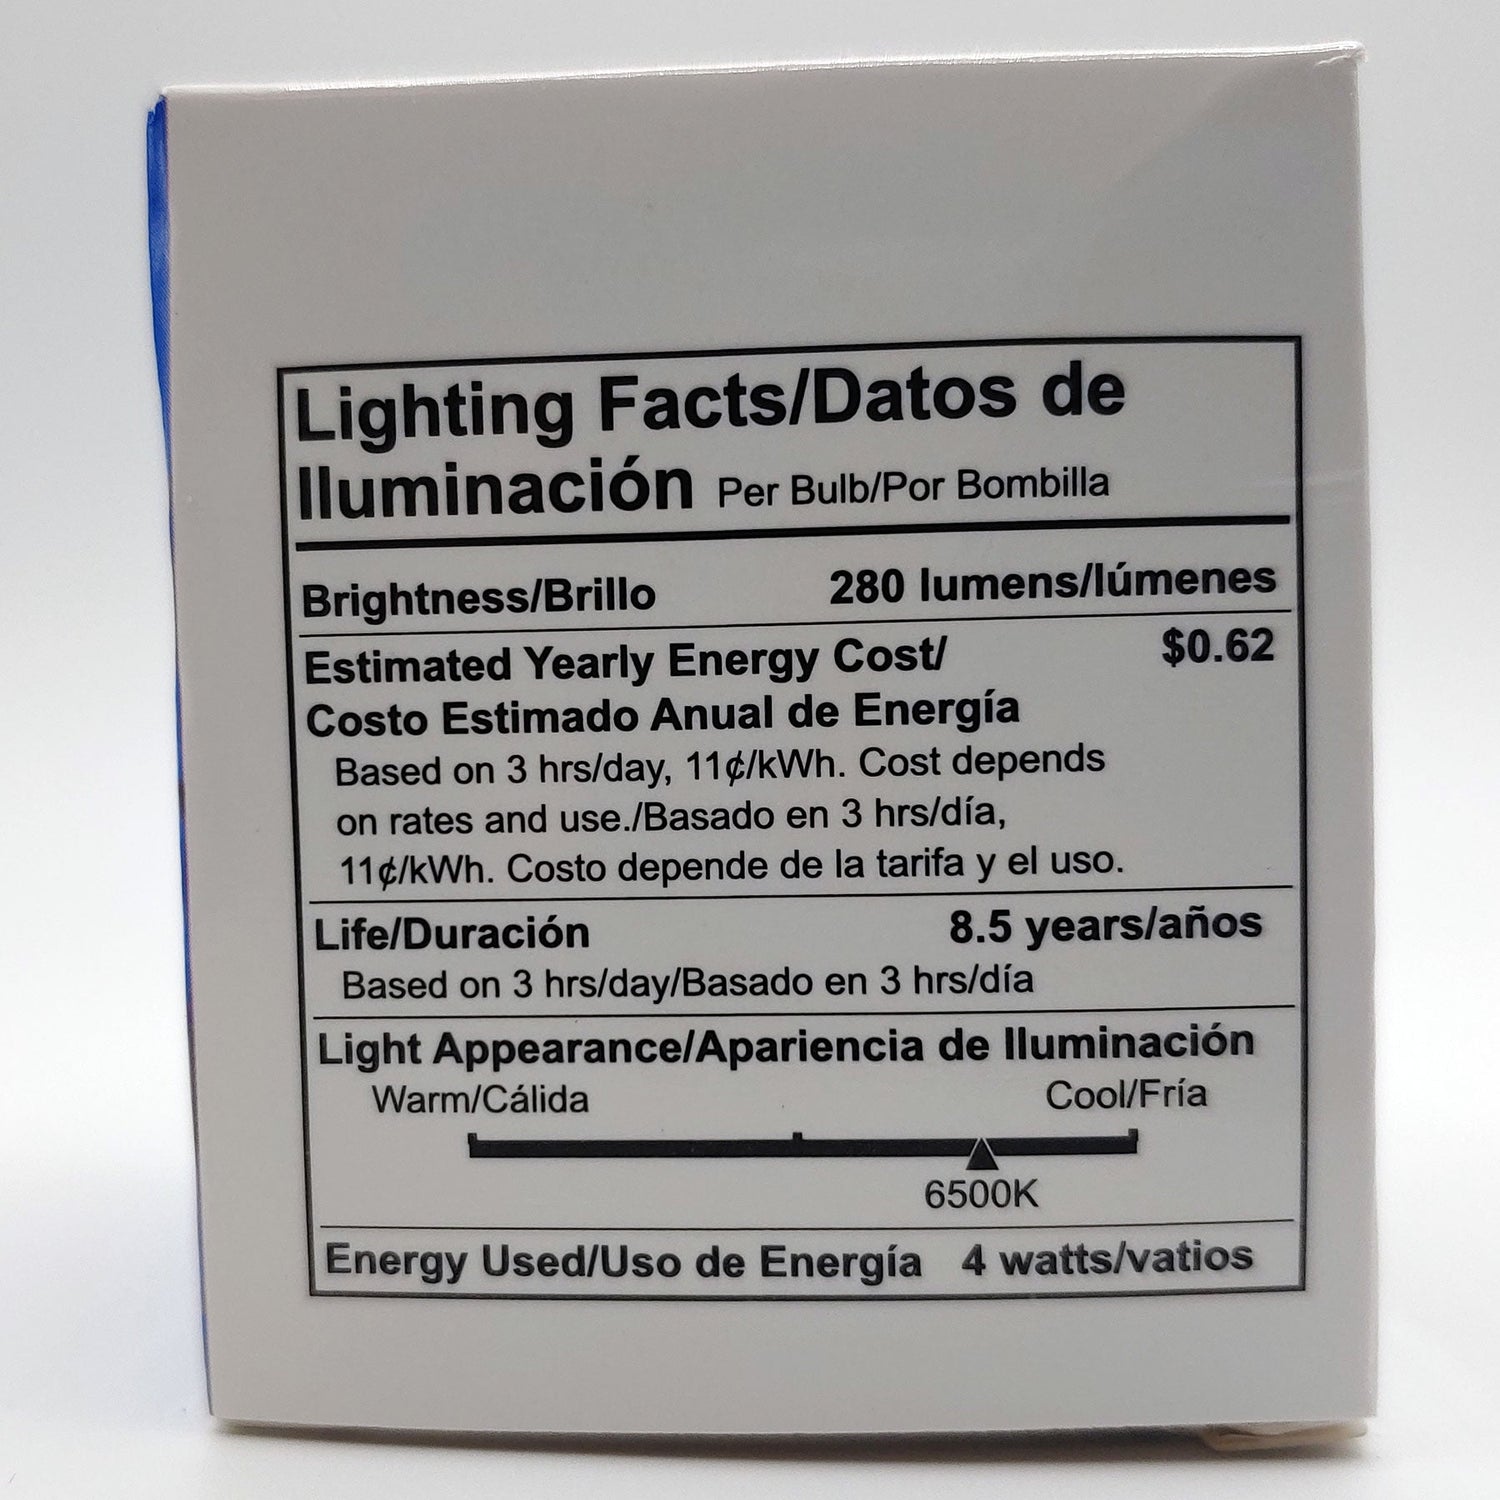 Lighting Facts/Datos de
Iluminación Per Bulb/Por Bombilla
Brightness/Brillo 280 lumens/lúmenes
Estimated Yearly Energy Cost/ $0.62
Costo Estimado Anual de Energía
Based on 3 hrs/day, 11¢/kWh. Cost depends
on rates and use./Basado en 3 hrs/día,
11¢/kWh. Costo depende de la tarifa y el uso.
Life/Duración 8.5 years/años
Based on 3 hrs/day/Basado en 3 hrs/día
Light Appearance/Apariencia de Iluminación
Warm/Cálida Cool/Fría
6500K
Energy Used/Uso de Energía 4 watts/vatios